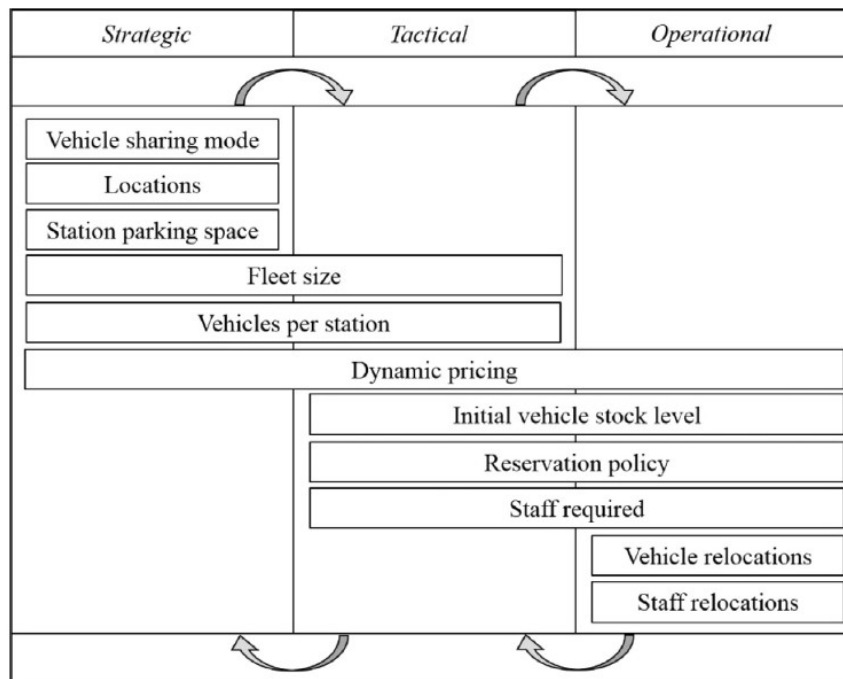 Strategic Tactical Operational
Vehicle sharing mode
Locations
Station parking space
Fleet size
Vehicles per station
Dynamic pricing
Initial vehicle stock level
Reservation policy
Staff required
Vehicle relocations
Staff relocations